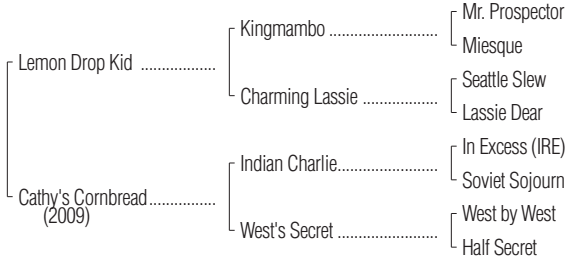 Mr. Prospector
Kingmambo ........................
Miesque
Lemon Drop Kid .................
Seattle Slew
Charming Lassie .................
Lassie Dear
In Excess (IRE)
Indian Charlie.......................
Soviet Sojourn
Cathy's Cornbread...............
(2009)
West by West
West's Secret .......................
Half Secret